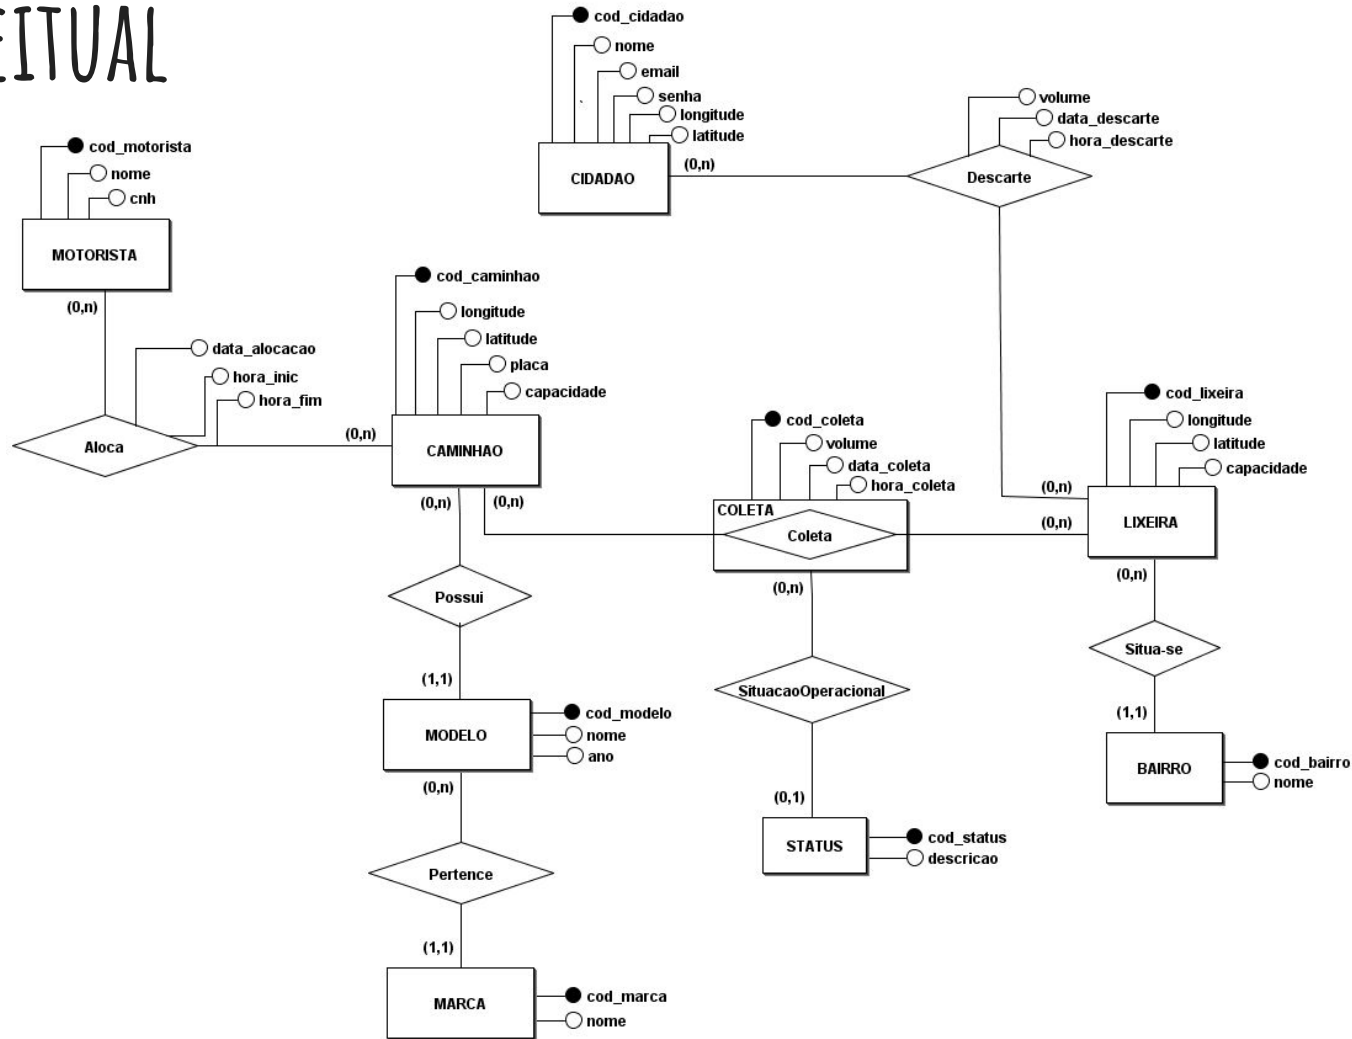 EITUAL
cod_cidadao
nome
email
senha
longitude
latitude
CIDADAO
(0,n)
volume
data_descarte
hora_descarte
Descarte
cod_motorista
nome
cnh
MOTORISTA
(0,n)
data_alocacao
hora_inic
hora_fim
Aloca
(0,n)
cod_caminhao
longitude
latitude
placa
capacidade
CAMINHAO
(0,n)
(0,n)
cod_coleta
volume
data_coleta
hora_coleta
COLETA
Coleta
(0,n)
cod_lixeira
longitude
latitude
capacidade
(0,n)
(0,n)
LIXEIRA
(0,n)
Possui
(1,1)
SituacaoOperacional
Situa-se
(1,1)
MODELO
cod_modelo
nome
ano
(0,n)
(0,1)
STATUS
cod_status
descricao
BAIRRO
cod_bairro
nome
Pertence
(1,1)
MARCA
cod_marca
nome